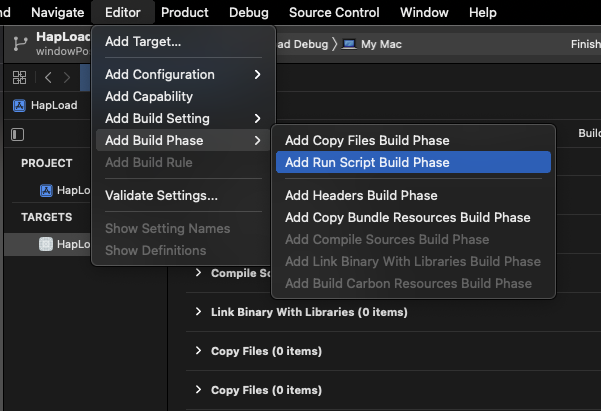 Navigate Editor Product Debug Source Control Window Help
HapLoad
windowPo
Add Target...
ad Debug My Mac
Finish
Add Configuration
Add Capability
HapLoad
Add Build Setting
Add Build Phase
Add Copy Files Build Phase
Build
PROJECT
Add Build Rule
Add Run Script Build Phase
HapLo
Validate Settings...
Add Headers Build Phase
TARGETS
Show Setting Names
Add Copy Bundle Resources Build Phase
HapLo
Show Definitions
Add Compile Sources Build Phase
Add Link Binary With Libraries Build Phase
Compile So
Add Build Carbon Resources Build Phase
Link Binary With Libraries (0 items)
Copy Files (0 items)
Copy Files (0 items)